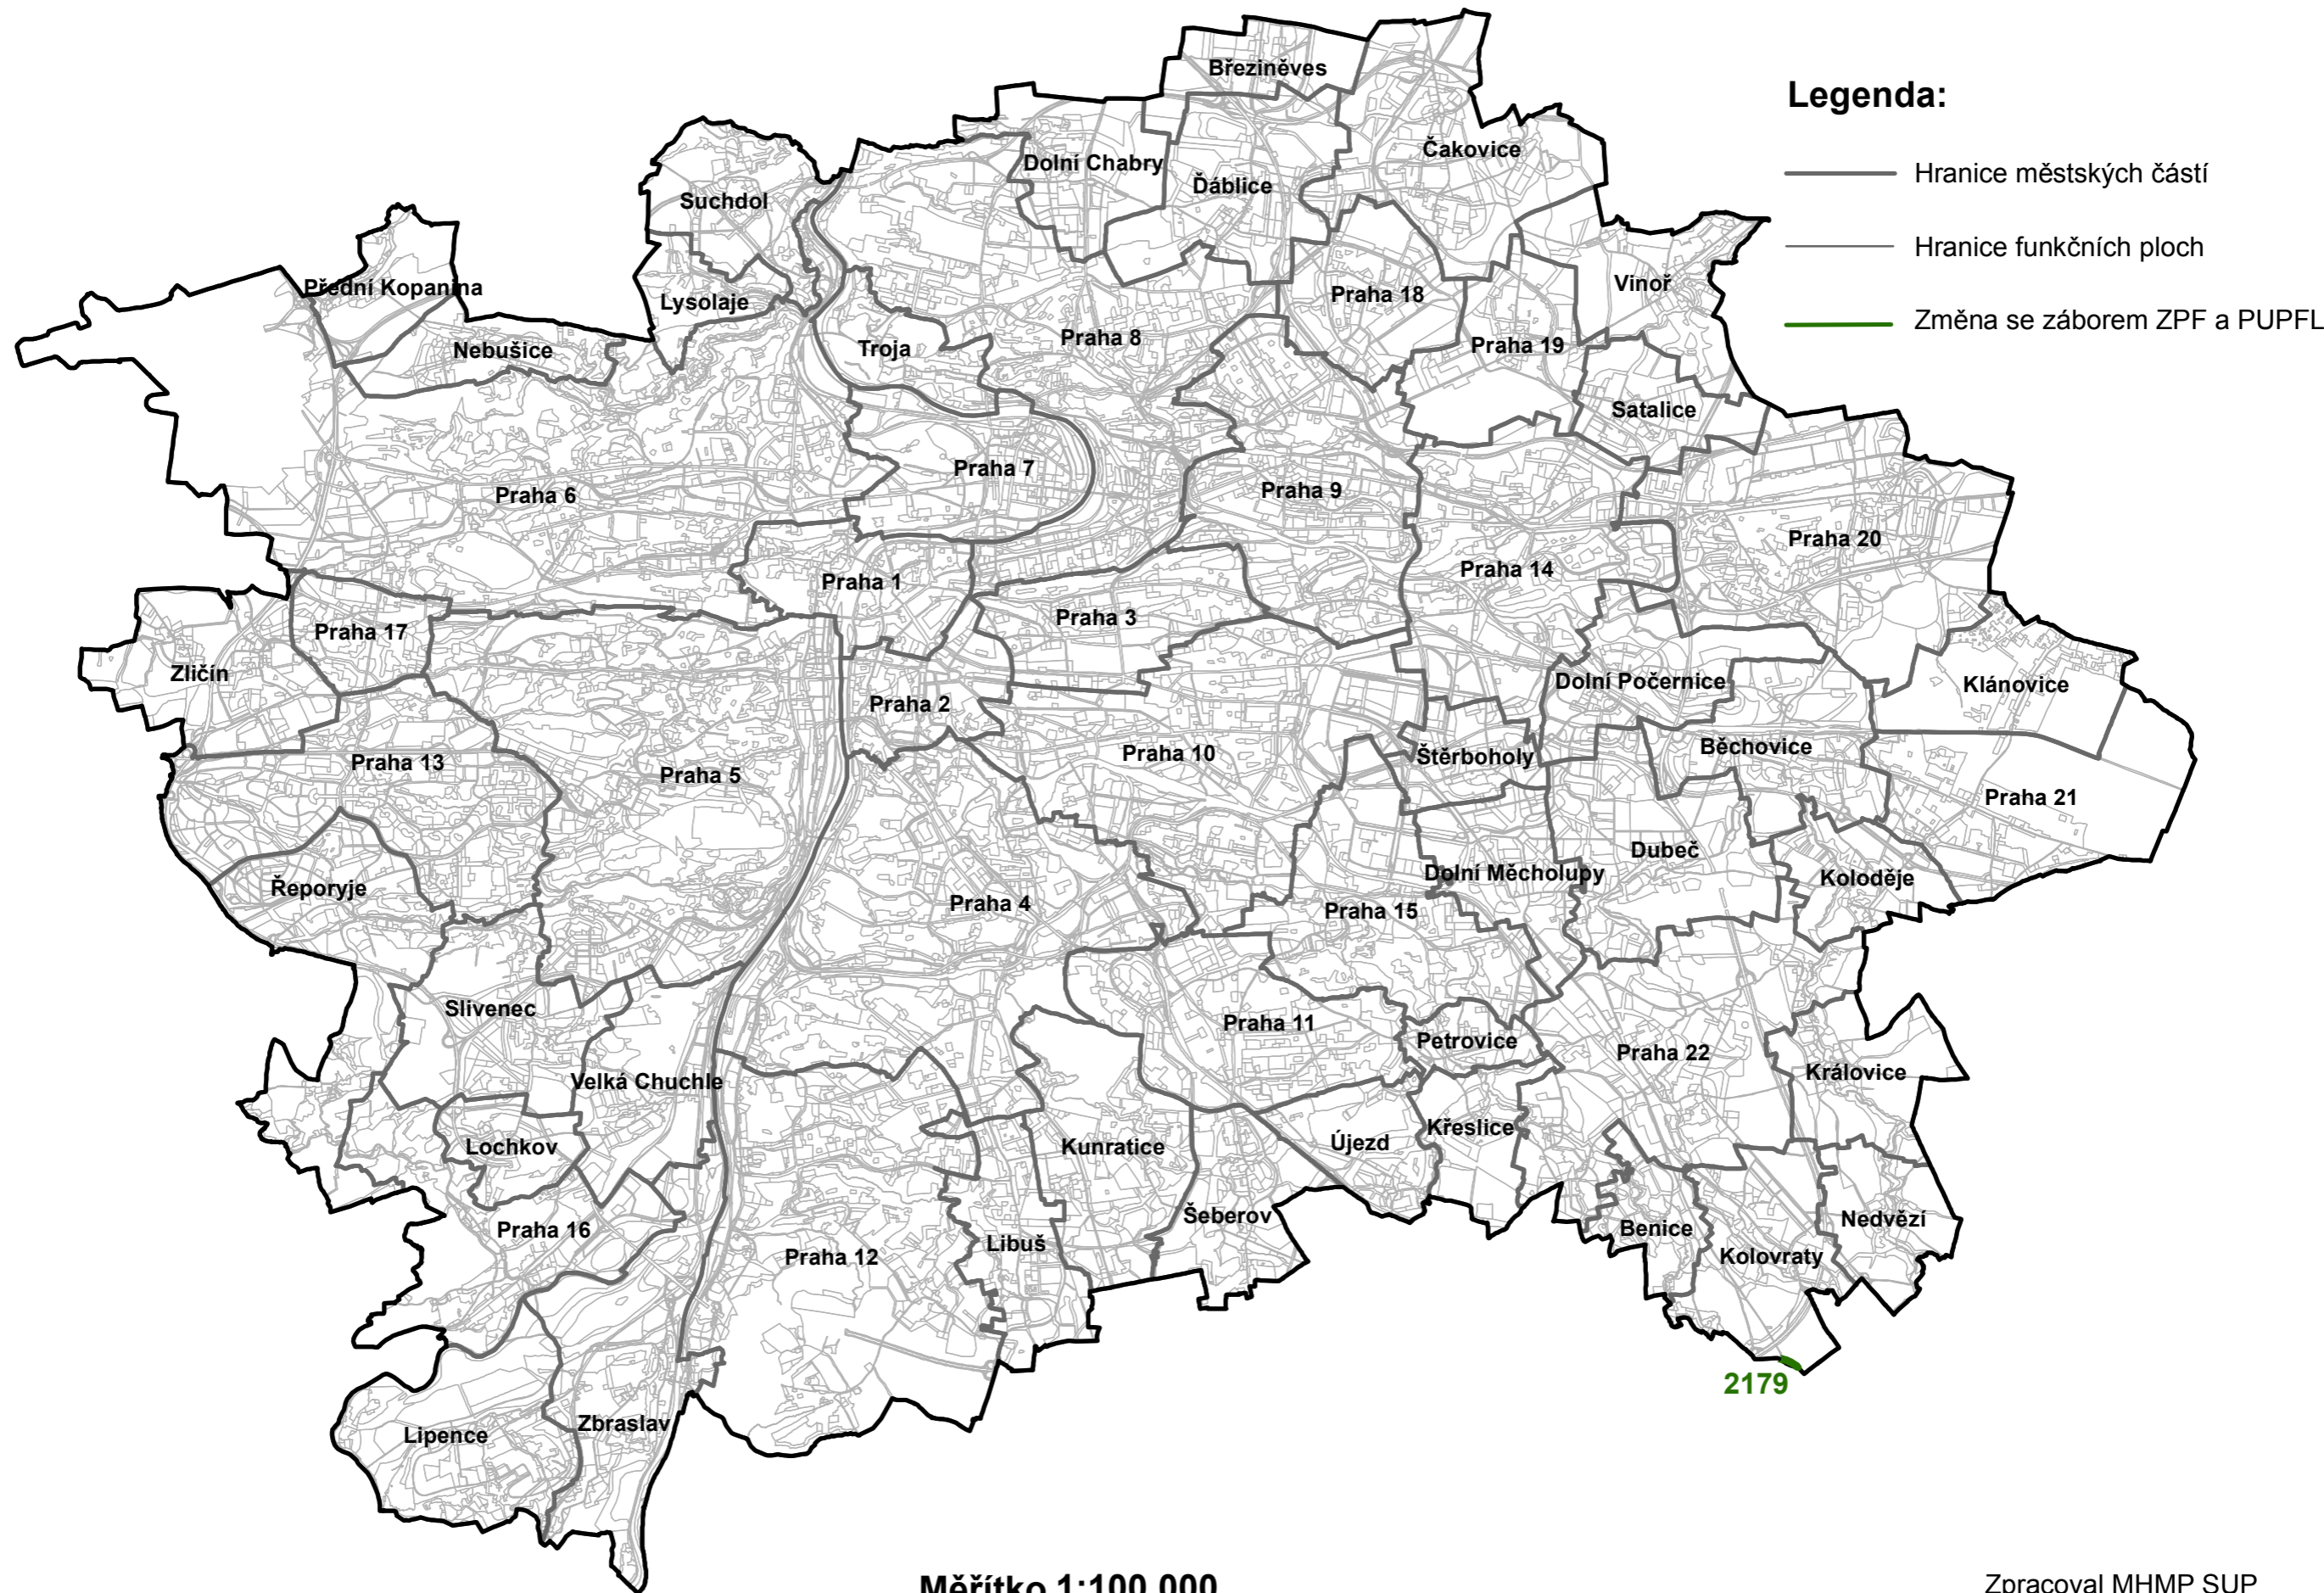 Březiněves
Legenda:
Hranice městských částí
Hranice funkčních ploch
Změna se záborem ZPF a PUPFL
Čakovice
Dolní Chabry
Ďáblice
Suchdol
Přední Kopanina
Lysolaje
Vinoř
Praha 18
Nebušice
Troja
Praha 8
Praha 19
Satalice
Praha 7
Praha 6
Praha 9
Praha 20
Praha 1
Praha 14
Praha 3
Praha 17
Zličín
Dolní Počernice
Klánovice
Praha 2
Praha 13
Praha 5
Praha 10
Štěrboholy
Běchovice
Praha 21
Řeporyje
Praha 4
Dolní Měcholupy
Dubeč
Koloděje
Praha 15
Slivenec
Praha 11
Petrovice
Praha 22
Královice
Velká Chuchle
Lochkov
Kunratice
Újezd
Křeslice
Praha 16
Praha 12
Libuš
Šeberov
Benice
Kolovraty
Nedvězí
2179
Lipence
Zbraslav
Měřítko 1:100 000
Zpracoval MHMP SUP